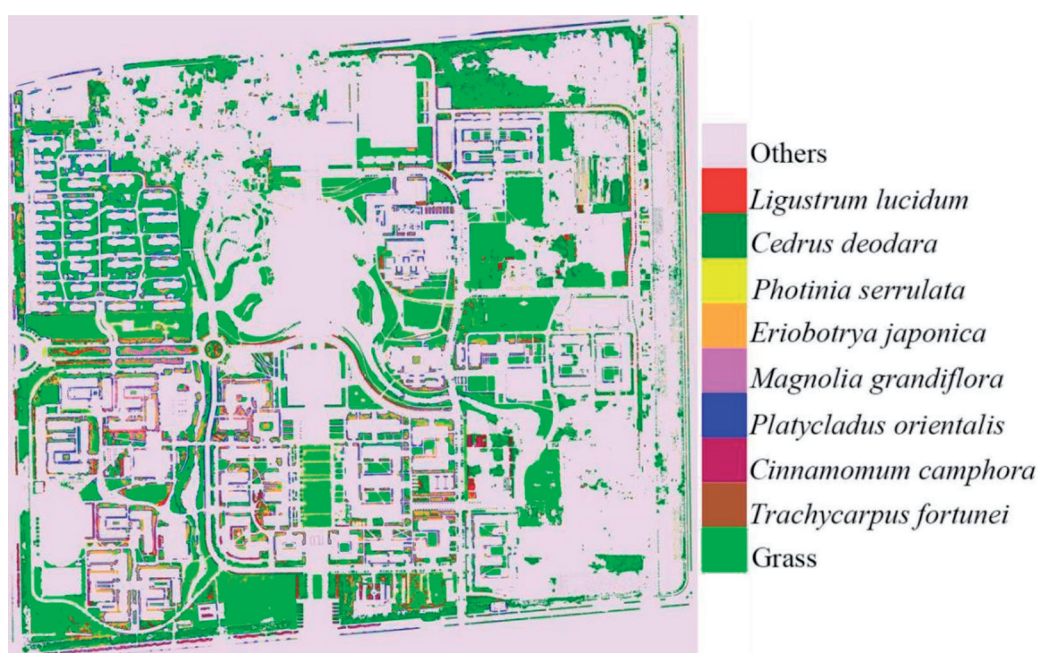 Others
Ligustrum lucidum
Cedrus deodara
Photinia serrulata
Eriobotrya japonica
Magnolia grandiflora
Platycladus orientalis
Cinnamomum camphora
Trachycarpus fortunei
Grass